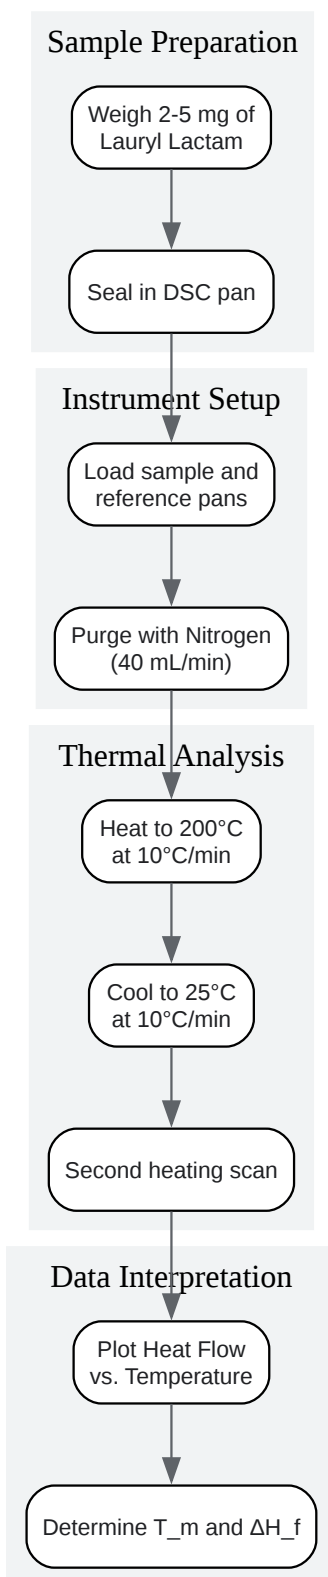 Sample Preparation
Weigh 2-5 mg of
Lauryl Lactam
Seal in DSC pan
Instrument Setup
Load sample and
reference pans
Purge with Nitrogen
(40 mL/min)
Thermal Analysis
Heat to 200°C
at 10°C/min
Cool to 25°C
at 10°C/min
Second heating scan
Data Interpretation
Plot Heat Flow
vs. Temperature
Determine T_m and ΔH_f